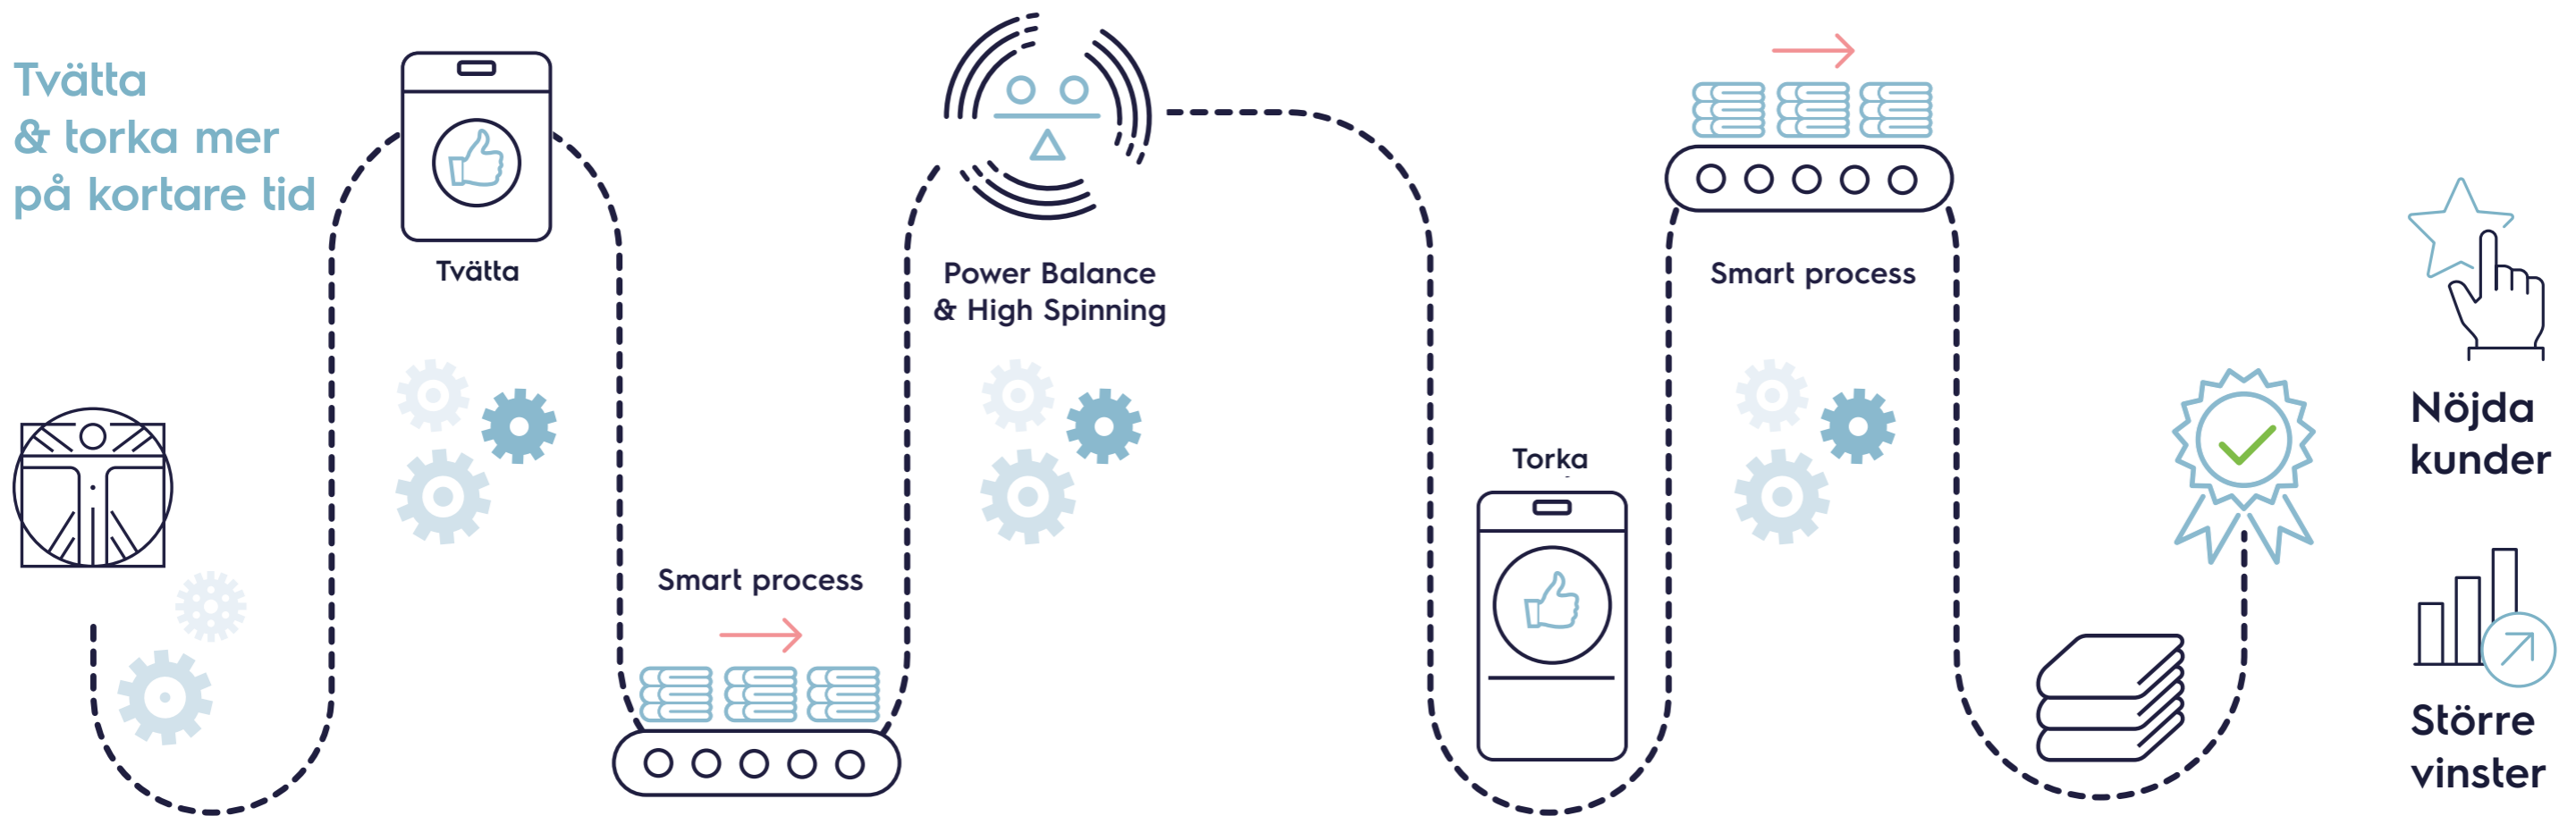 Tvätta
& torka mer
på kortare tid
Tvätta
Smart process
Power Balance
& High Spinning
Torka
Smart process
Nöjda
kunder
Större
vinster